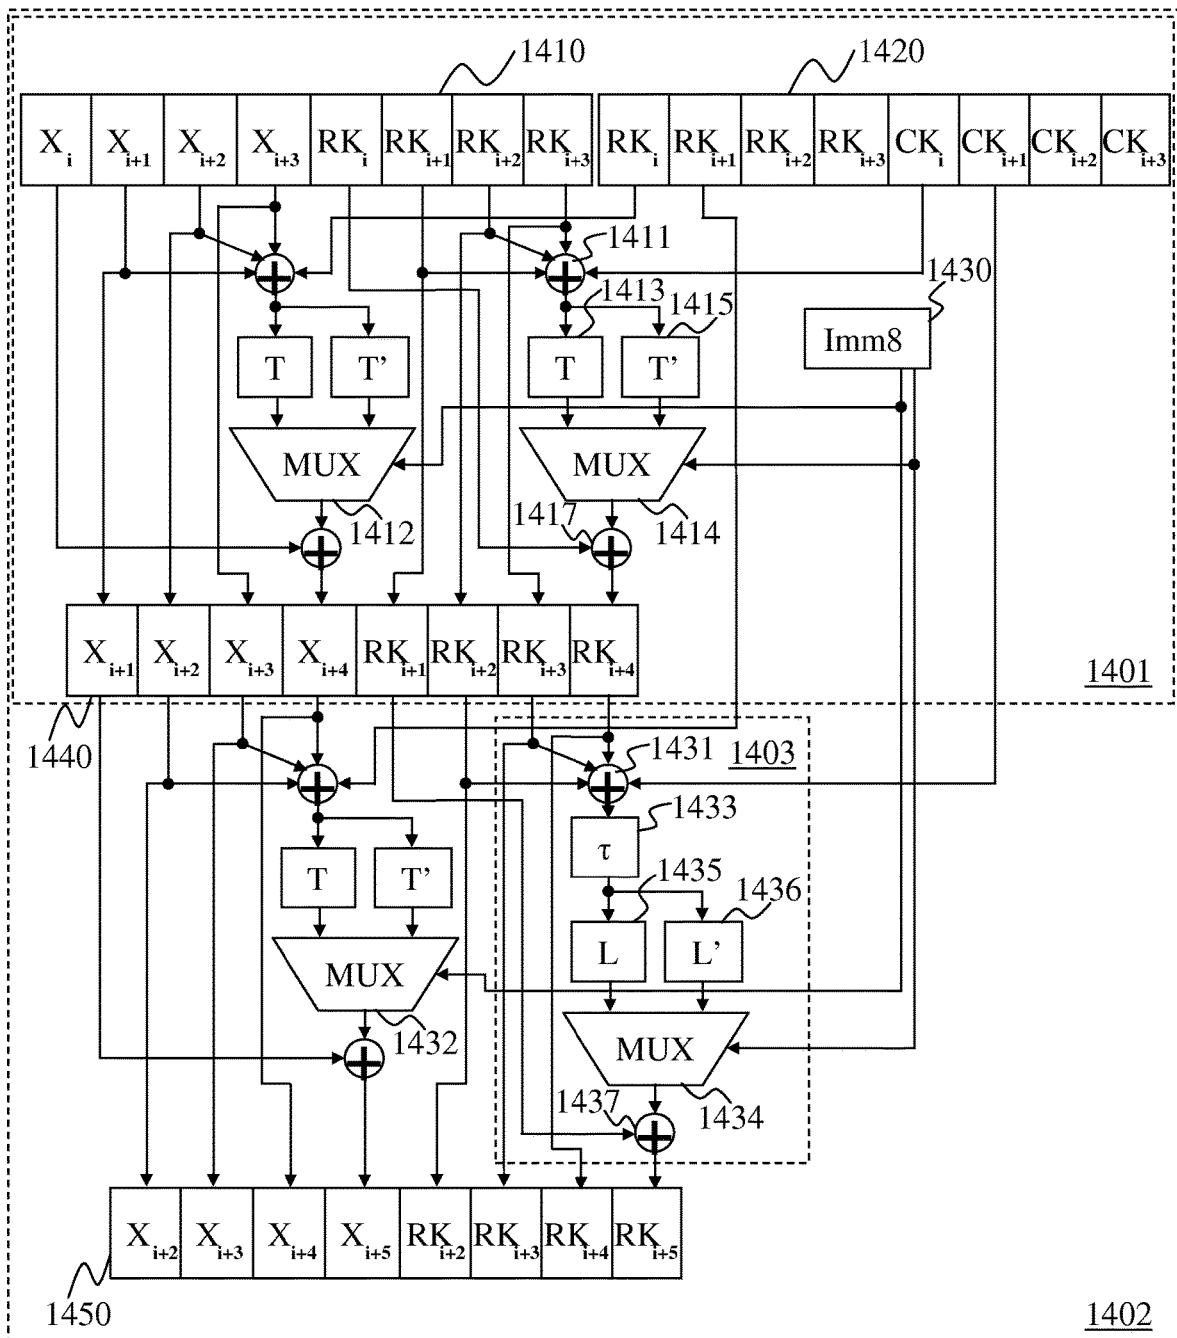 1410 1420
X i X i+1 X i+2 X i+3 RK i RK i+1 RK i+2 RK i+3 RK i RK i+1 RK i+2 RK i+3 CK i CK i+1 CK i+2 CK i+3
1411
1430
1413 1415
Imm8
T T’ T T’
MUX MUX
1412 1417 1414
X i+1 X i+2 X i+3 X i+4 RK i+1 RK i+2 RK i+3 RK i+4
1401
1440
1431 1403
1433
τ
T T’
1435 1436
L L’
MUX
1432
MUX
1437 1434
X i+2 X i+3 X i+4 X i+5 RK i+2 RK i+3 RK i+4 RK i+5
1450
1402